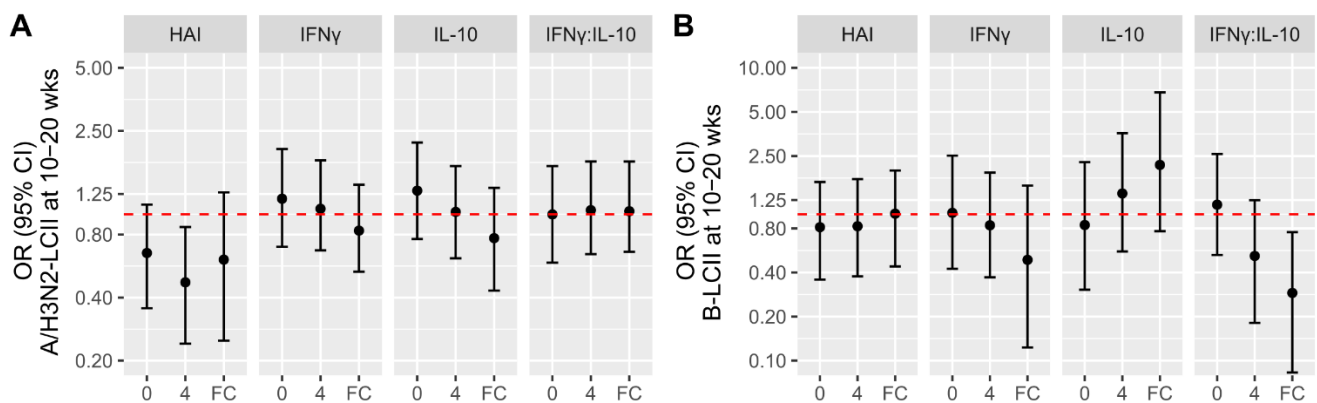 A
HAI
IFNγ
IL-10
IFNγ:IL-10
OR (95% CI)
A/H3N2-LCII at 10−20 wks
5.00
2.50
1.25
0.80
0.40
0.20
0 4 FC
0 4 FC
0 4 FC
0 4 FC
B
HAI
IFNγ
IL-10
IFNγ:IL-10
OR (95% CI)
B-LCII at 10−20 wks
10.00
5.00
2.50
1.25
0.80
0.40
0.20
0.10
0 4 FC
0 4 FC
0 4 FC
0 4 FC